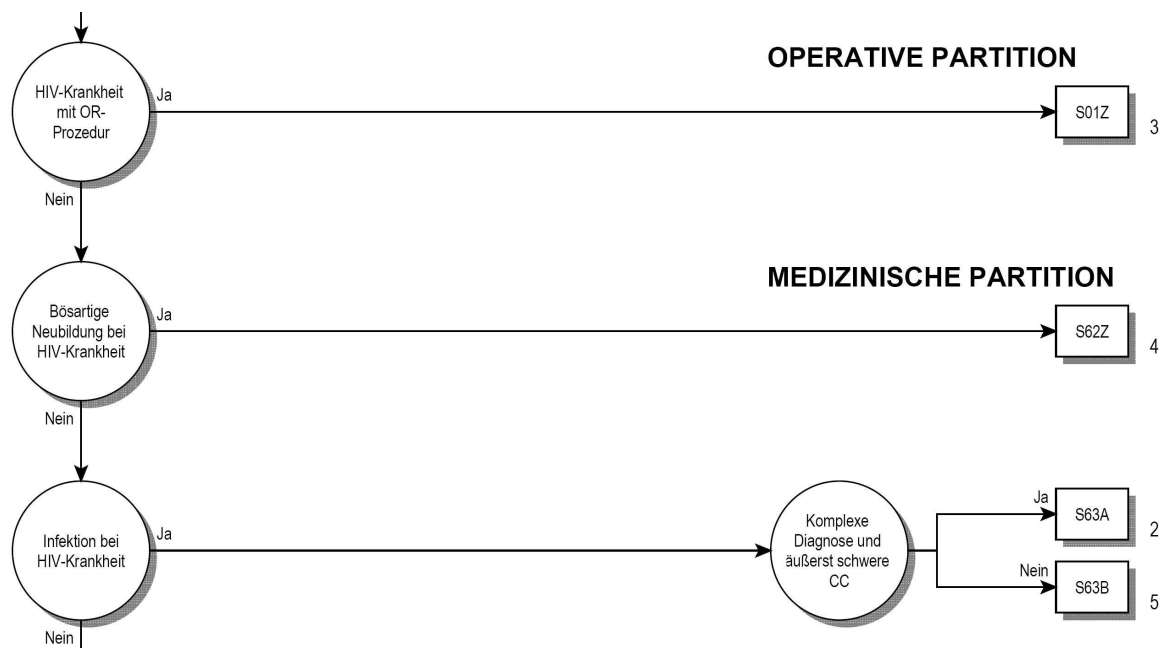 OPERATIVE PARTITION
HIV-Krankheit
mit OR-
Prozedur
Ja
S01Z
3
Nein
MEDIZINISCHE PARTITION
Bösartige
Neubildung bei
HIV-Krankheit
Ja
S62Z
4
Nein
Infektion bei
HIV-Krankheit
Ja
Komplexe
Diagnose und
äußerst schwere
CC
Ja
S63A
2
Nein
S63B
5
Nein